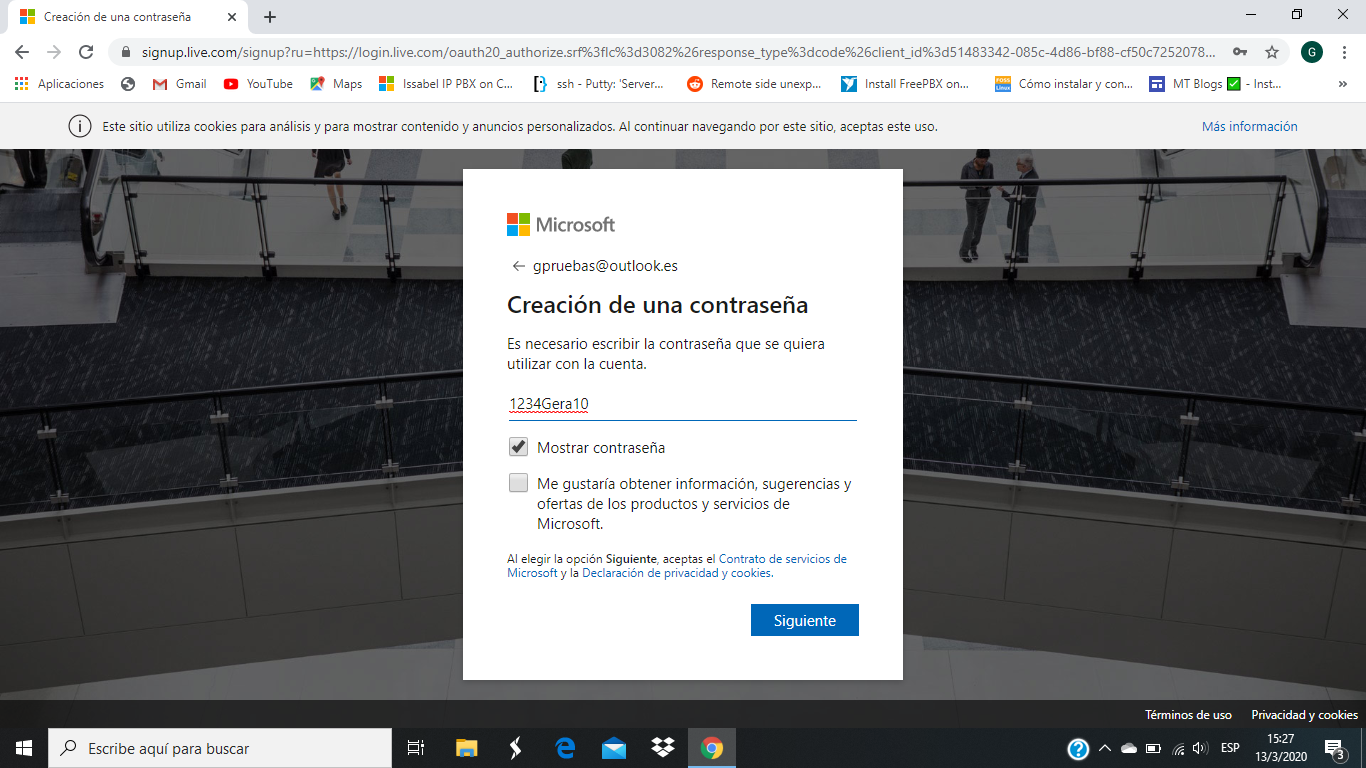 Creación de una contraseña
signup.live.com/signup?ru=https://login.live.com/oauth20_authorize.srf%3flc%3d3082%26response_type%3dcode%26client_id%3d51483342-085c-4d86-bf88-cf50c7252078...
G
Aplicaciones
Gmail
YouTube
Maps
Issabel IP PBX on C...
ssh - Putty: 'Server...
Remote side unexp...
Install FreePBX on...
FOSS Linux
Cómo instalar y con...
MT Blogs ✅ - Inst...
»
Este sitio utiliza cookies para análisis y para mostrar contenido y anuncios personalizados. Al continuar navegando por este sitio, aceptas este uso.
Más información
Microsoft
gpruebas@outlook.es
Creación de una contraseña
Es necesario escribir la contraseña que se quiera
utilizar con la cuenta.
1234Gera10
Mostrar contraseña
Me gustaría obtener información, sugerencias y
ofertas de los productos y servicios de
Microsoft.
Al elegir la opción Siguiente, aceptas el Contrato de servicios de
Microsoft y la Declaración de privacidad y cookies.
Siguiente
Términos de uso
Privacidad y cookies
Escribe aquí para buscar
ESP
15:27
13/3/2020
3